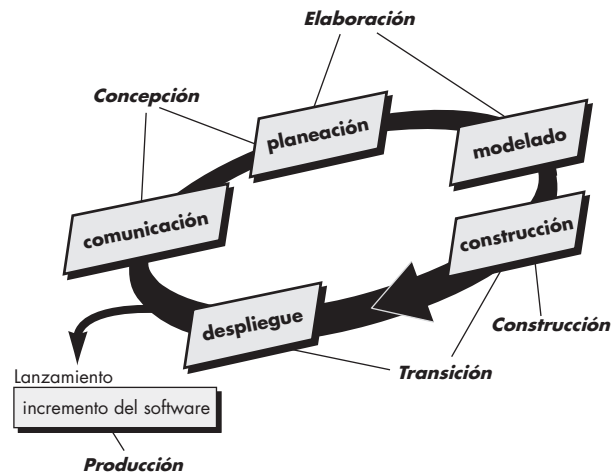 Elaboración
Concepción
planeación
modelado
comunicación
construcción
despliegue
Construcción
Transición
Lanzamiento
incremento del software
Producción